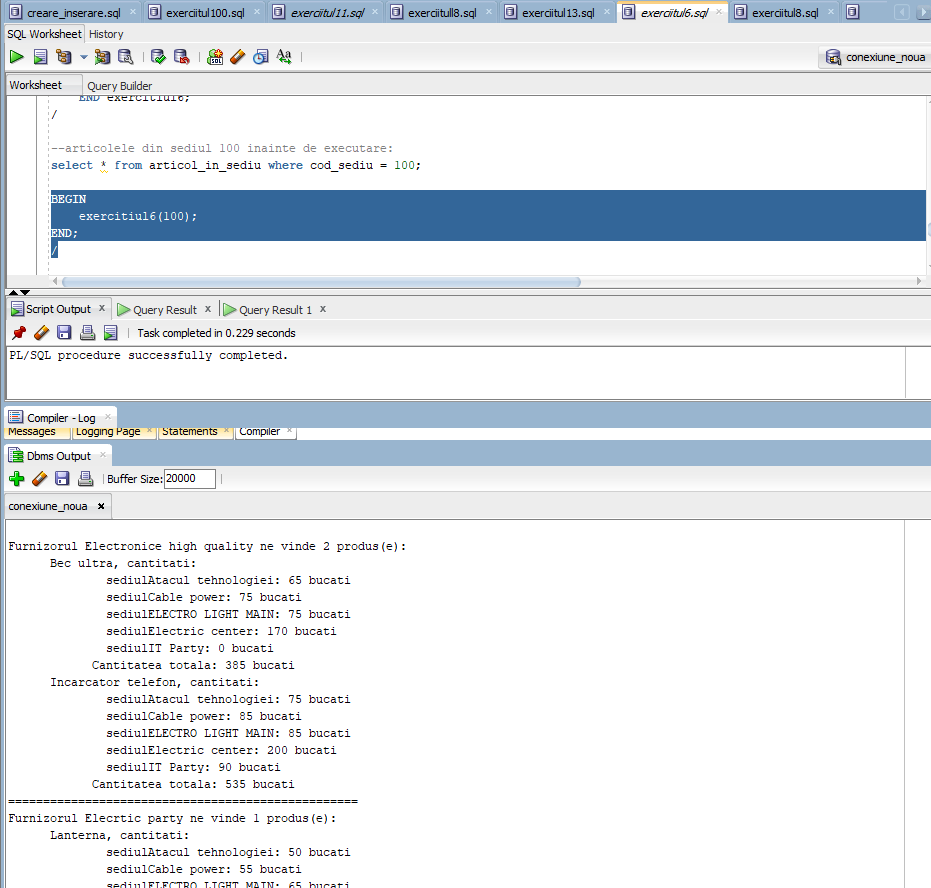 creare_inserare.sql exerciitul100.sql exerciitul11.sql exerciitull8.sql exerciitul13.sql exerciitul6.sql exerciitul8.sql
SQL Worksheet History
conexiune_noua
Worksheet Query Builder
END exercitiul6;
/
--articolele din sediul 100 inainte de executare:
select * from articol_in_sediu where cod_sediu = 100;
BEGIN
exercitiul6(100);
END;
/
Script Output x Query Result x Query Result 1 x
Task completed in 0.229 seconds
PL/SQL procedure successfully completed.
Compiler - Log
Messages Logging Page Statements Compiler
Dbms Output
Buffer Size: 20000
conexiune_noua x
Furnizorul Electronice high quality ne vinde 2 produs(e):
Bec ultra, cantitati:
sediulAtacul tehnologiei: 65 bucati
sediulCable power: 75 bucati
sediulELECTRO LIGHT MAIN: 75 bucati
sediulElectric center: 170 bucati
sediulIT Party: 0 bucati
Cantitatea totala: 385 bucati
Incarcator telefon, cantitati:
sediulAtacul tehnologiei: 75 bucati
sediulCable power: 85 bucati
sediulELECTRO LIGHT MAIN: 85 bucati
sediulElectric center: 200 bucati
sediulIT Party: 90 bucati
Cantitatea totala: 535 bucati
==================================================
Furnizorul Elecrtic party ne vinde 1 produs(e):
Lanterna, cantitati:
sediulAtacul tehnologiei: 50 bucati
sediulCable power: 55 bucati
sediulELECTRO LIGHT MAIN: 65 bucati